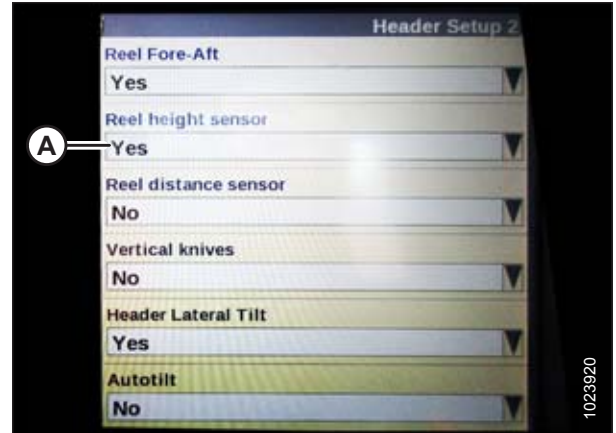 Header Setup 2
Reel Fore-Aft
Yes
Reel height sensor
A
Yes
Reel distance sensor
No
Vertical knives
No
Header Lateral Tilt
Yes
Autotilt
No
1023920